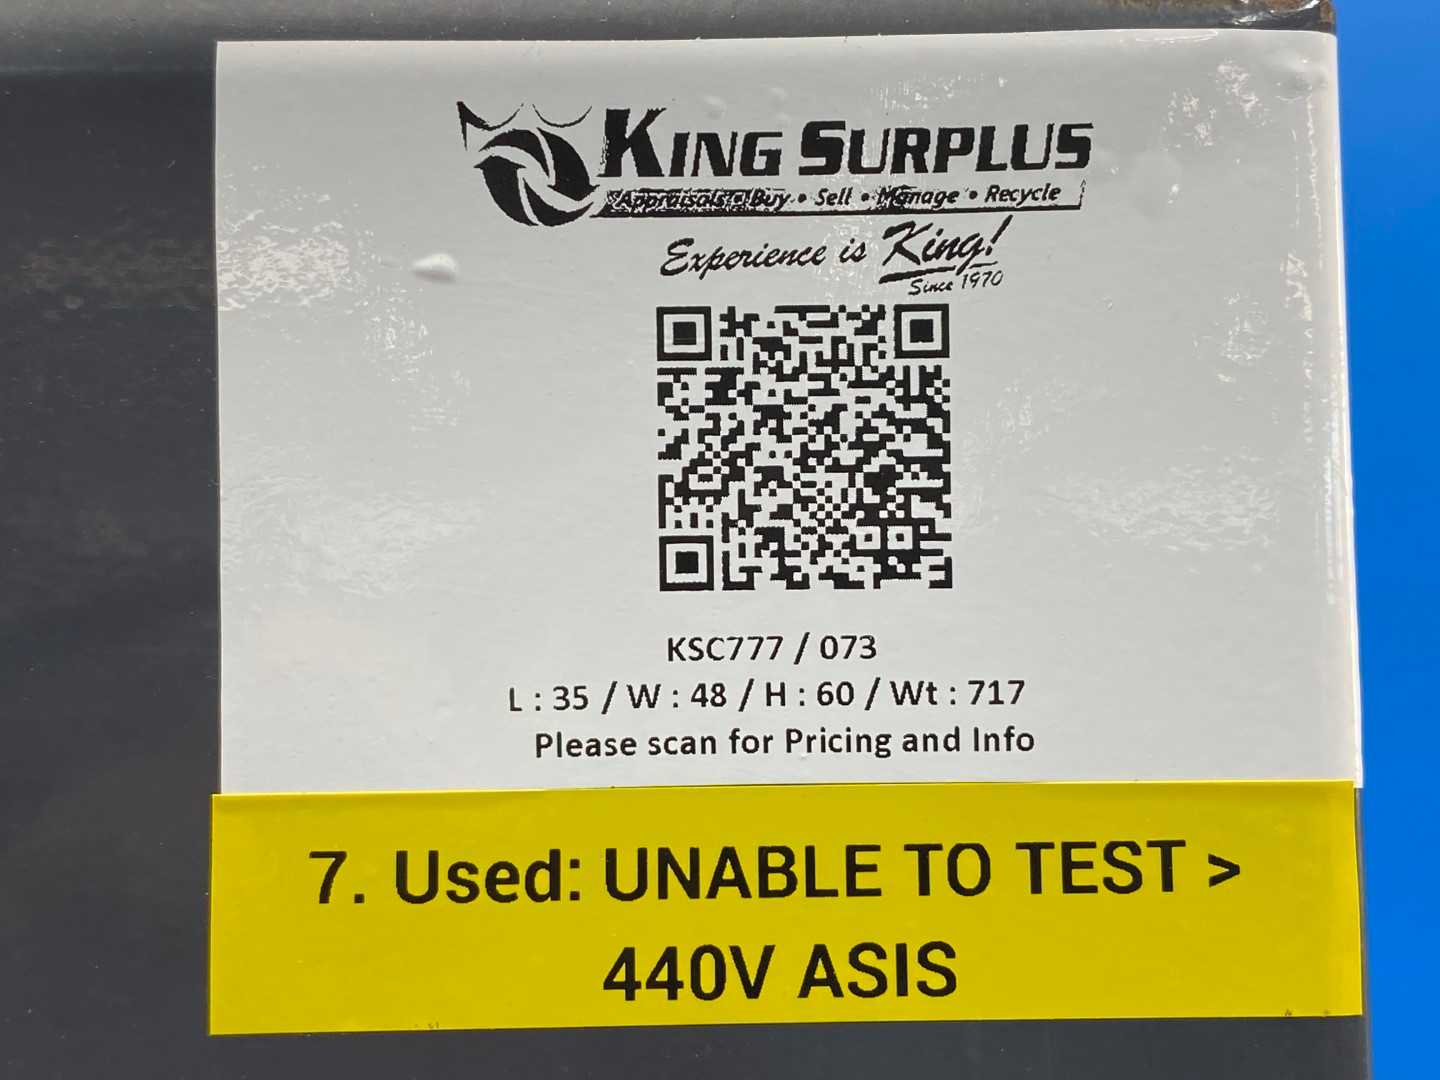 KING SURPLUS
Appraisals • Buy • Sell • Manage • Recycle
Experience is King!
Since 1970
KSC777 / 073
L : 35 / W : 48 / H : 60 / Wt : 717
Please scan for Pricing and Info
7. Used: UNABLE TO TEST >
440V ASIS